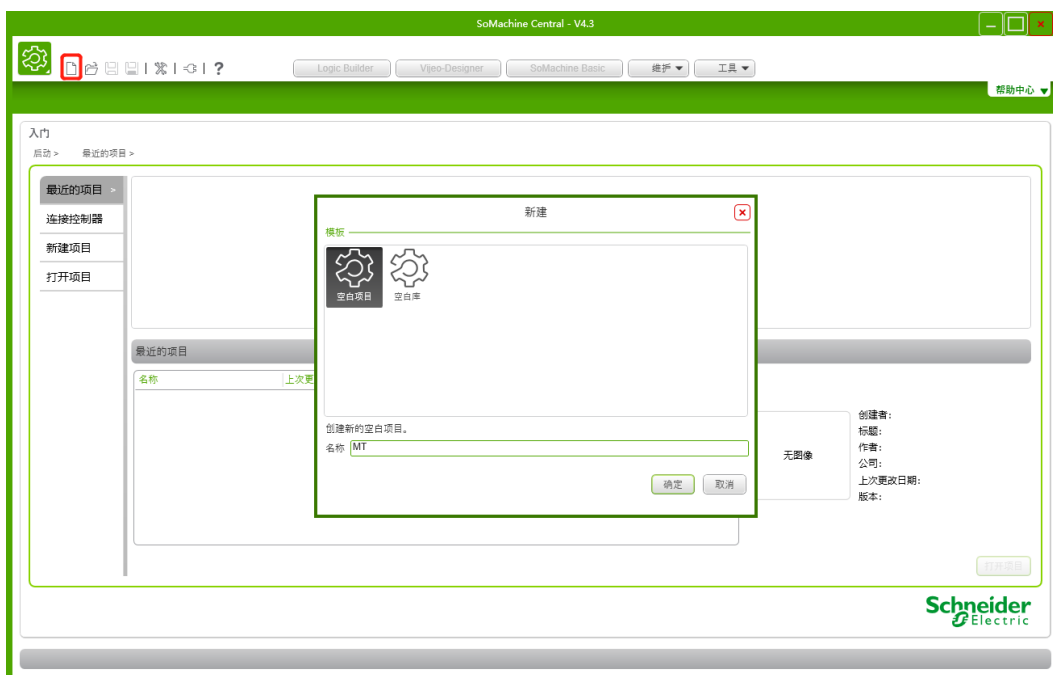 SoMachine Central - V4.3
Logic Builder Vijeo-Designer SoMachine Basic 维护 工具
帮助中心
入门
启动 > 最近的项目 >
最近的项目 >
连接控制器
新建项目
打开项目
新建
模板
空白项目 空白库
创建新的空白项目。
名称 MT
确定 取消
最近的项目
名称 上次更
无图像
创建者:
标题:
作者:
公司:
上次更改日期:
版本:
打开项目
Schneider
Electric